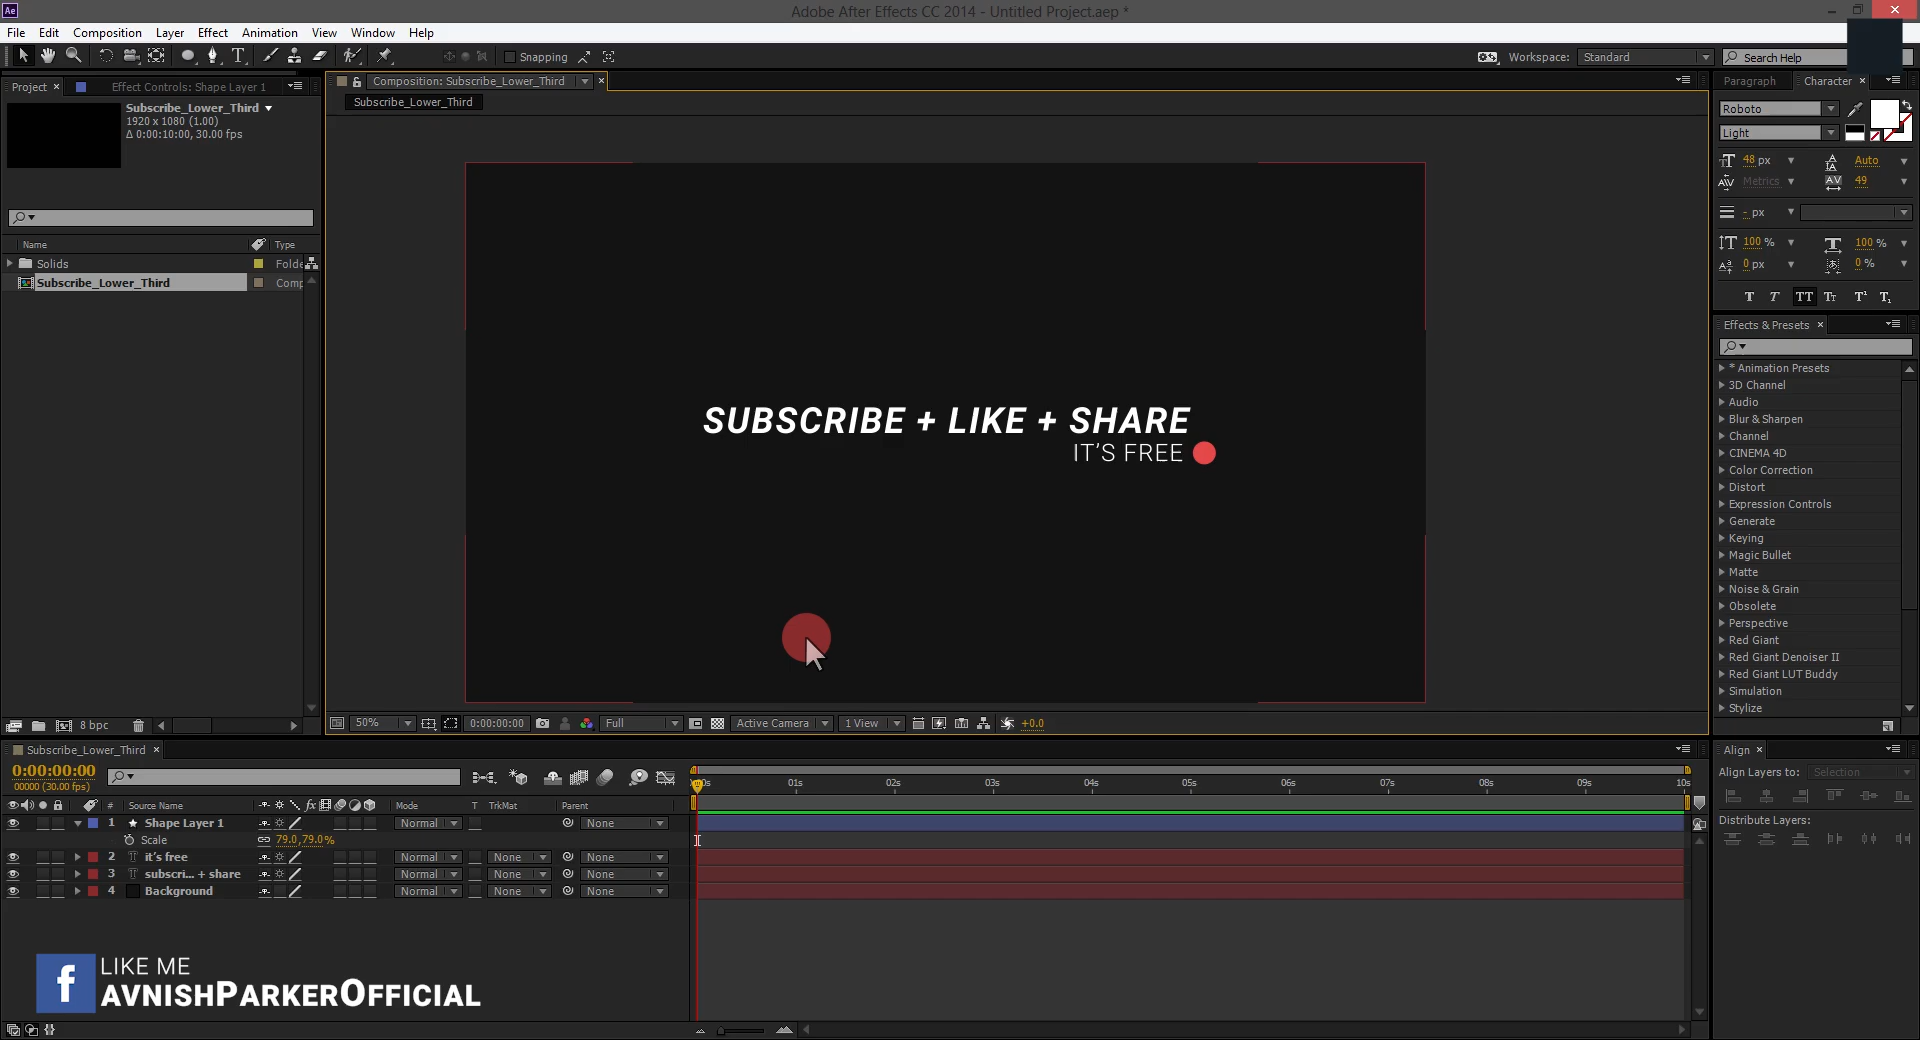 Adobe After Effects CC 2014 - Untitled Project.aep *
File Edit Composition Layer Effect Animation View Window Help
Snapping
Workspace: Standard
Search Help
Project
Effect Controls: Shape Layer 1
Subscribe_Lower_Third
1920 x 1080 (1.00)
Δ 0:00:10:00, 30.00 fps
Name Type
Solids Folde
Subscribe_Lower_Third Comp
8 bpc
Composition: Subscribe_Lower_Third
Subscribe_Lower_Third
SUBSCRIBE + LIKE + SHARE
IT'S FREE
50% 0:00:00:00 Full Active Camera 1 View +0.0
Paragraph Character
Roboto
Light
48 px Auto
Metrics 49
- px
100 % 100 %
0 px 0 %
Effects & Presets
* Animation Presets
3D Channel
Audio
Blur & Sharpen
Channel
CINEMA 4D
Color Correction
Distort
Expression Controls
Generate
Keying
Magic Bullet
Matte
Noise & Grain
Obsolete
Perspective
Red Giant
Red Giant Denoiser II
Red Giant LUT Buddy
Simulation
Stylize
Subscribe_Lower_Third
0:00:00:00
00000 (30.00 fps)
01s 02s 03s 04s 05s 06s 07s 08s 09s 10s
# Source Name Mode T TrkMat Parent
1 Shape Layer 1 Normal None
Scale 79.0,79.0%
2 it's free Normal None None
3 subscri... + share Normal None None
4 Background Normal None None
Align
Align Layers to: Selection
Distribute Layers:
f LIKE ME
AVNISHPARKEROFFICIAL